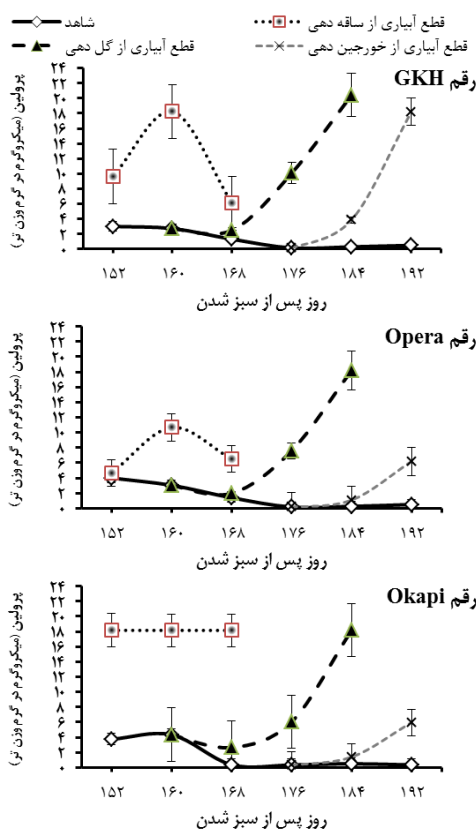 شاهد قطع آبیاری از ساقه دهی
قطع آبیاری از گل دهی قطع آبیاری از خورجین دهی
رقم GKH
پرولین (میکروگرم در گرم وزن تر)
۲۴
۲۲
۲۰
۱۸
۱۶
۱۴
۱۲
۱۰
۸
۶
۴
۲
۰
۱۵۲ ۱۶۰ ۱۶۸ ۱۷۶ ۱۸۴ ۱۹۲
روز پس از سبز شدن
رقم Opera
پرولین (میکروگرم در گرم وزن تر)
۲۴
۲۲
۲۰
۱۸
۱۶
۱۴
۱۲
۱۰
۸
۶
۴
۲
۰
۱۵۲ ۱۶۰ ۱۶۸ ۱۷۶ ۱۸۴ ۱۹۲
روز پس از سبز شدن
رقم Okapi
پرولین (میکروگرم در گرم وزن تر)
۲۴
۲۲
۲۰
۱۸
۱۶
۱۴
۱۲
۱۰
۸
۶
۴
۲
۰
۱۵۲ ۱۶۰ ۱۶۸ ۱۷۶ ۱۸۴ ۱۹۲
روز پس از سبز شدن